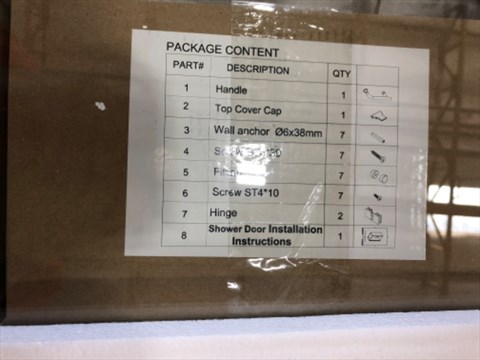 PACKAGE CONTENT
PART# DESCRIPTION QTY
1 Handle 1
2 Top Cover Cap 1
3 Wall anchor Ø6x38mm 7
4 7
5 7
6 Screw ST4*10 7
7 Hinge 2
8 Shower Door Installation Instructions 1